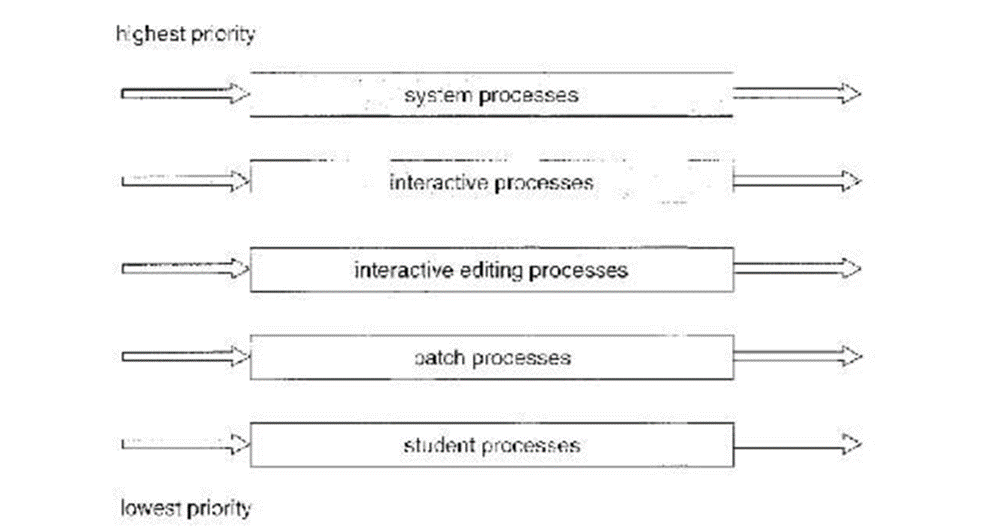 highest priority
system processes
interactive processes
interactive editing processes
batch processes
student processes
lowest priority